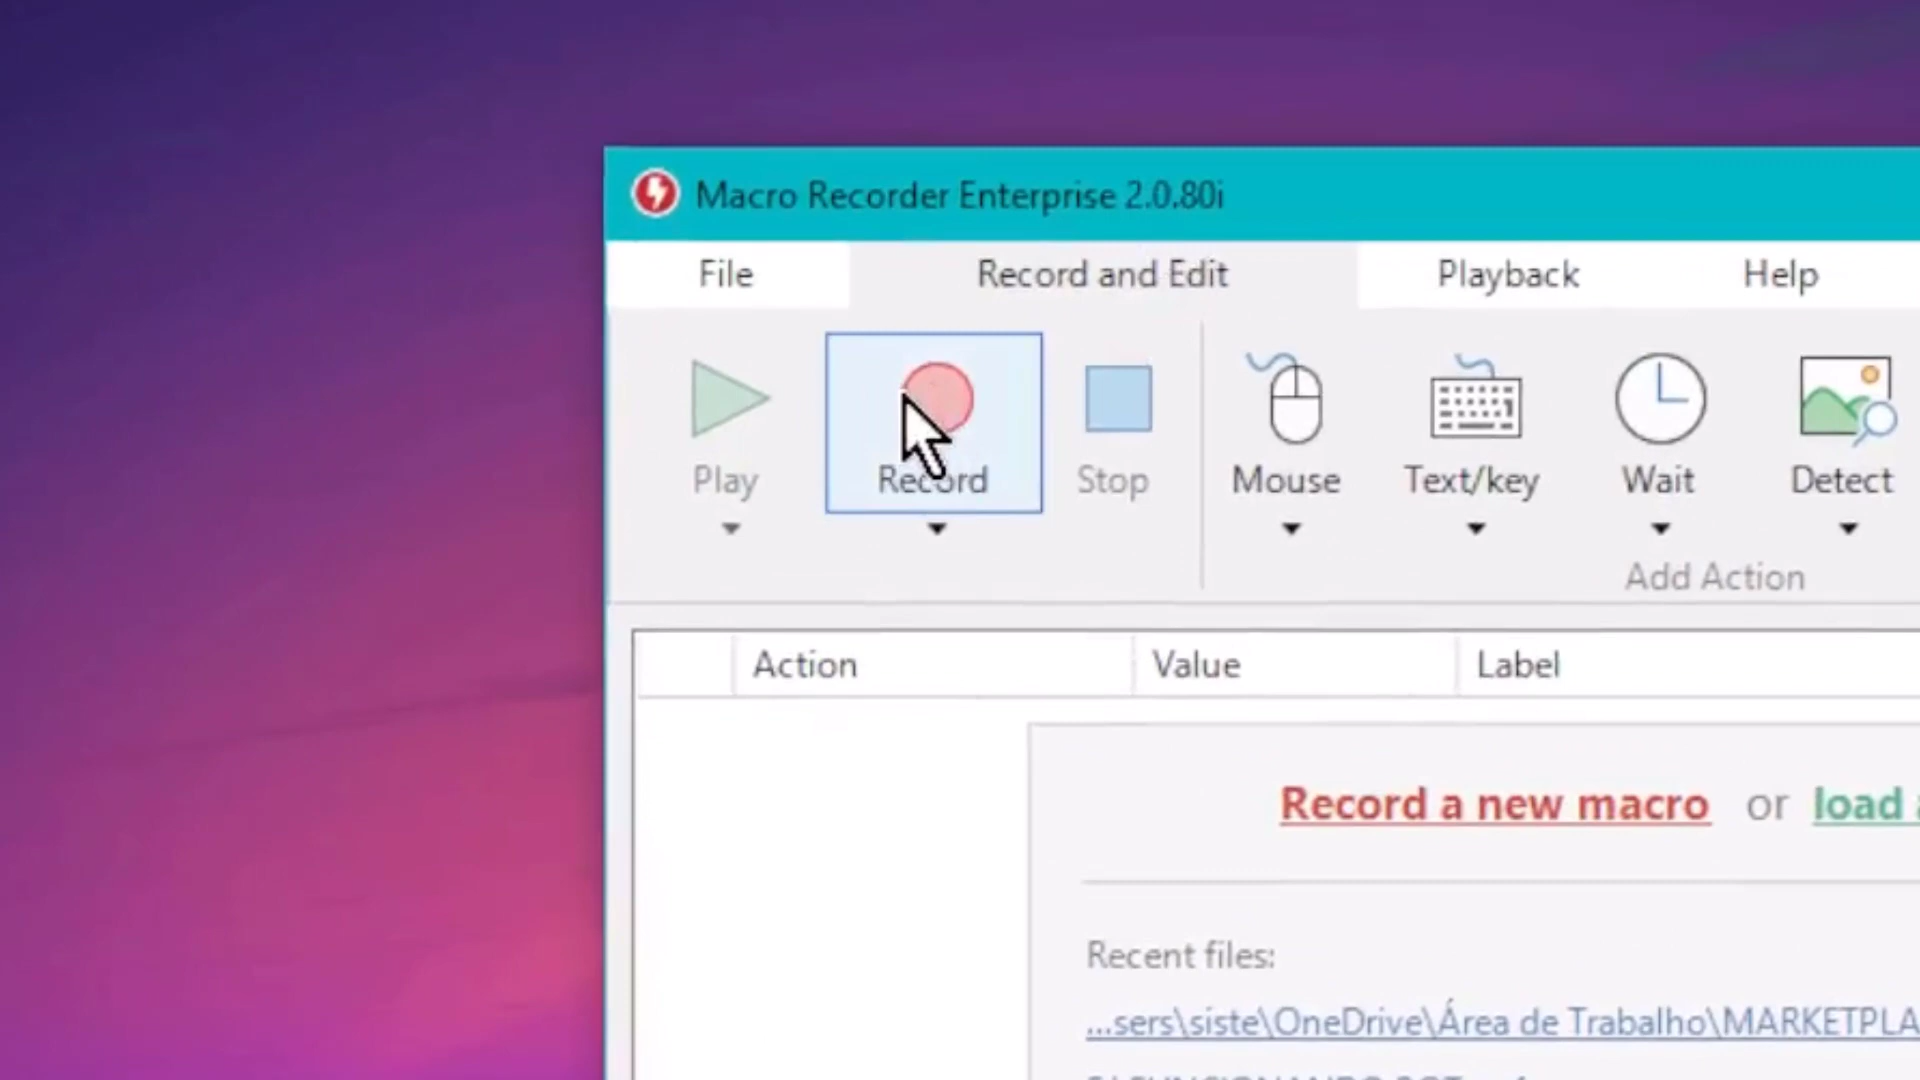 Macro Recorder Enterprise 2.0.80i
File Record and Edit Playback Help
Play Record Stop Mouse Text/key Wait Detect
Add Action
Action Value Label
Record a new macro or load
Recent files:
...sers\siste\OneDrive\Área de Trabalho\MARKETPLA